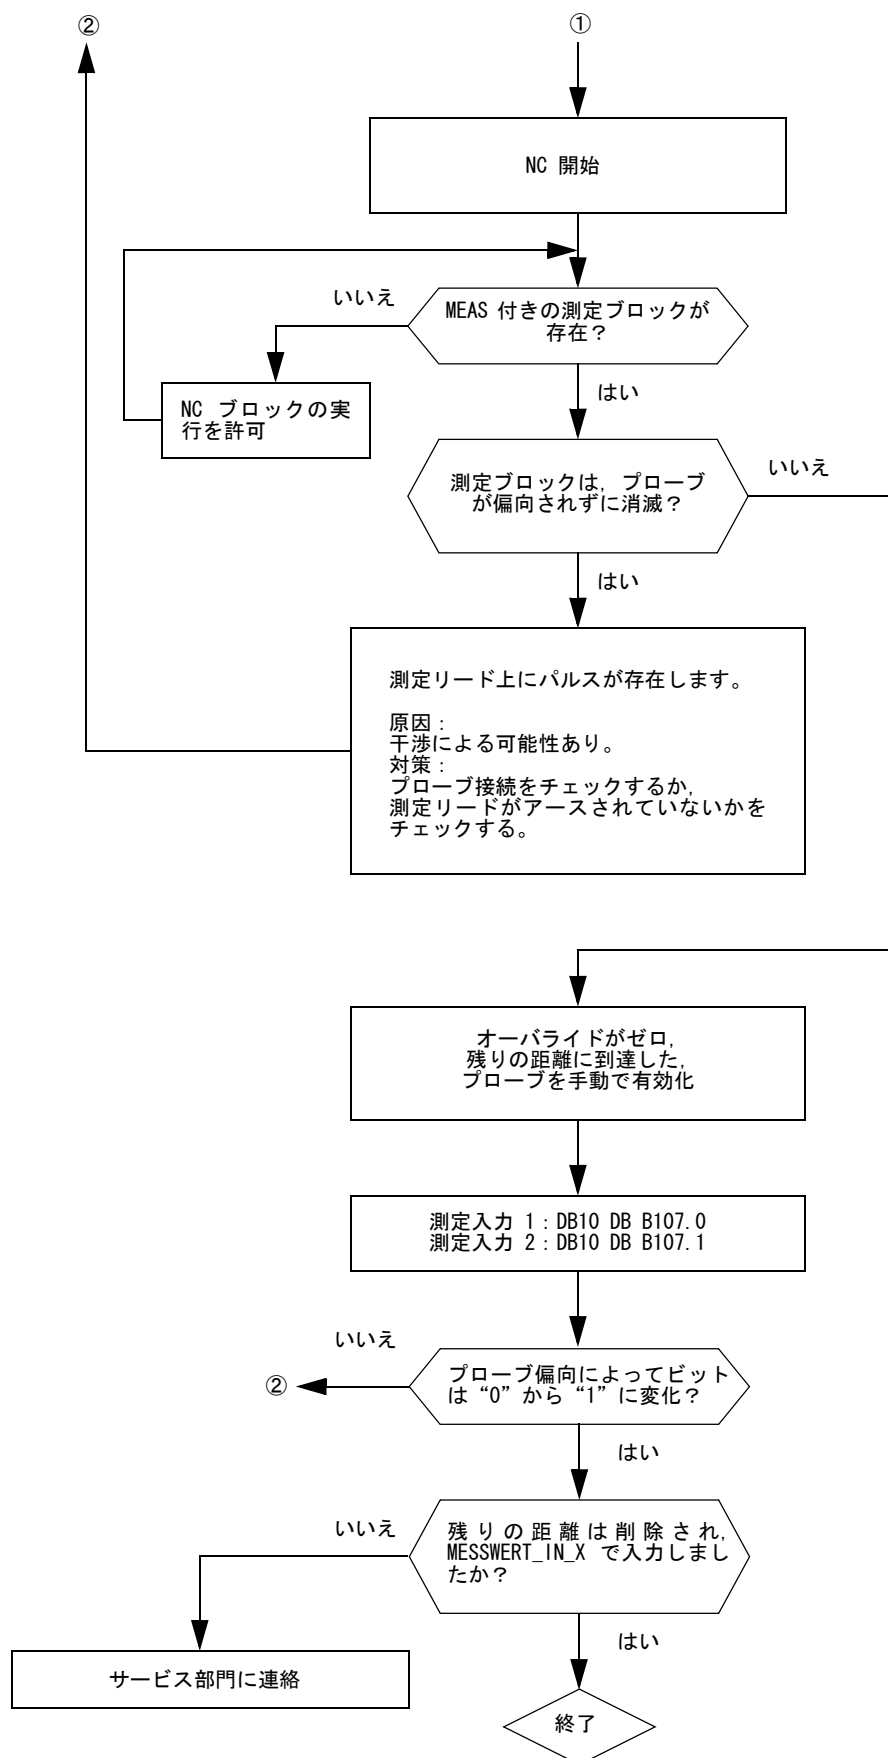 ②
①
NC 開始
いいえ
MEAS 付きの測定ブロックが
存在？
はい
NC ブロックの実
行を許可
いいえ
測定ブロックは, プローブ
が偏向されずに消滅？
はい
測定リード上にパルスが存在します。
原因：
干渉による可能性あり。
対策：
プローブ接続をチェックするか,
測定リードがアースされていないかを
チェックする。
オーバライドがゼロ,
残りの距離に到達した,
プローブを手動で有効化
測定入力 1：DB10 DB B107.0
測定入力 2：DB10 DB B107.1
いいえ
②
プローブ偏向によってビット
は “0” から “1” に変化？
はい
いいえ
残りの距離は削除され,
MESSWERT_IN_X で入力しまし
たか？
はい
サービス部門に連絡
終了